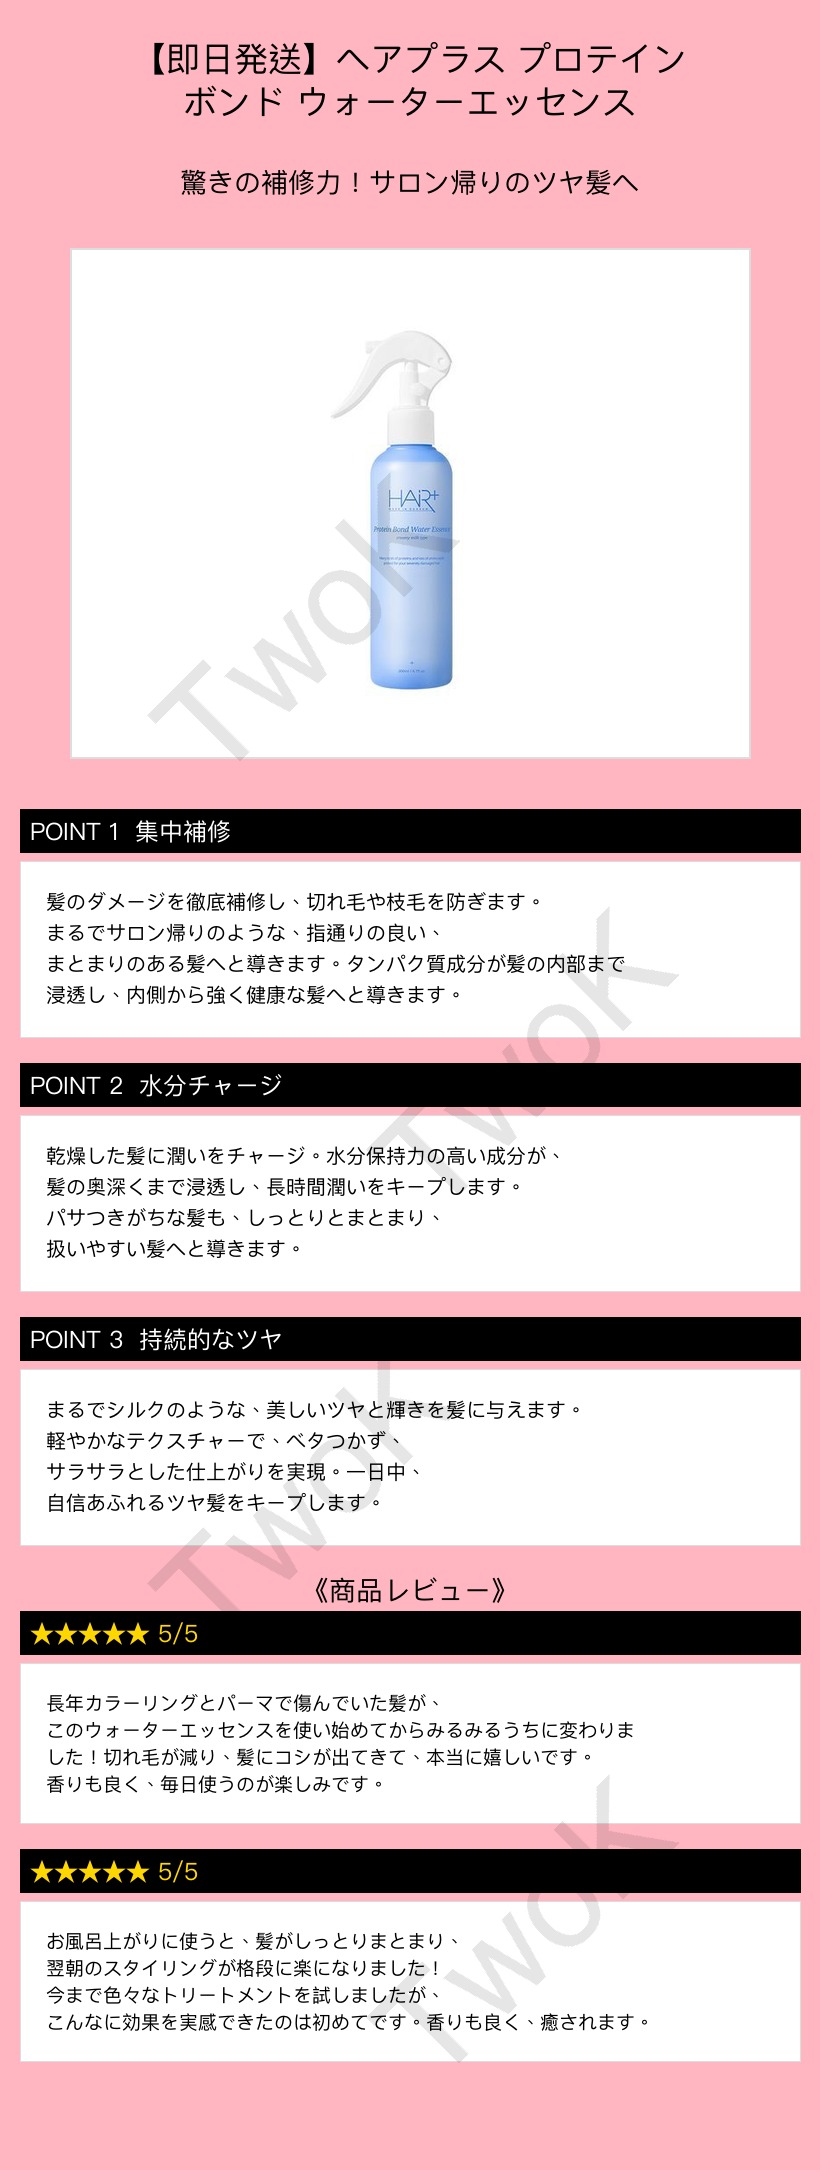 【即日発送】ヘアプラス プロテイン
ボンド ウォーターエッセンス
驚きの補修力！サロン帰りのツヤ髪へ
HAiR+
Protein Bond Water Essence
creamy milk type
TwoK
POINT 1 集中補修
髪のダメージを徹底補修し、切れ毛や枝毛を防ぎます。
まるでサロン帰りのような、指通りの良い、
まとまりのある髪へと導きます。タンパク質成分が髪の内部まで
浸透し、内側から強く健康な髪へと導きます。
TwoK
POINT 2 水分チャージ
乾燥した髪に潤いをチャージ。水分保持力の高い成分が、
髪の奥深くまで浸透し、長時間潤いをキープします。
パサつきがちな髪も、しっとりとまとまり、
扱いやすい髪へと導きます。
POINT 3 持続的なツヤ
まるでシルクのような、美しいツヤと輝きを髪に与えます。
軽やかなテクスチャーで、ベタつかず、
サラサラとした仕上がりを実現。一日中、
自信あふれるツヤ髪をキープします。
TwoK
《商品レビュー》
★★★★★ 5/5
長年カラーリングとパーマで傷んでいた髪が、
このウォーターエッセンスを使い始めてからみるみるうちに変わりま
した！切れ毛が減り、髪にコシが出てきて、本当に嬉しいです。
香りも良く、毎日使うのが楽しみです。
★★★★★ 5/5
お風呂上がりに使うと、髪がしっとりまとまり、
翌朝のスタイリングが格段に楽になりました！
今まで色々なトリートメントを試しましたが、
こんなに効果を実感できたのは初めてです。香りも良く、癒されます。
TwoK